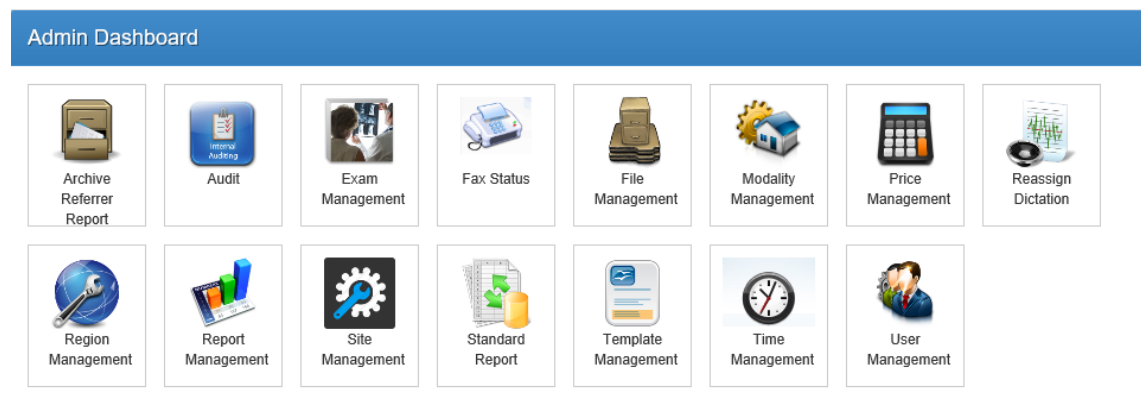 Admin Dashboard
Internal
Auditing
Archive
Referrer
Report
Audit
Exam
Management
Fax Status
File
Management
Modality
Management
Price
Management
Reassign
Dictation
Region
Management
Report
Management
Site
Management
Standard
Report
Template
Management
Time
Management
User
Management